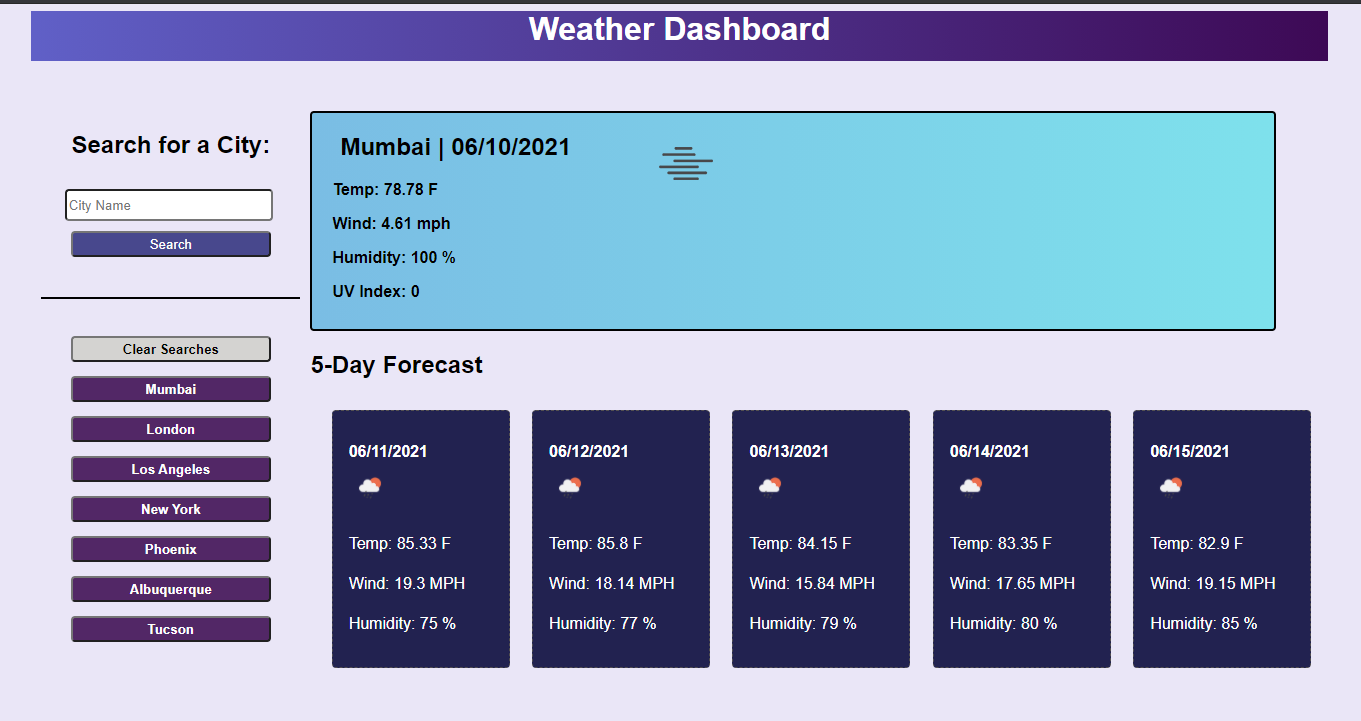 Weather Dashboard
Search for a City:
City Name
Search
Clear Searches
Mumbai
London
Los Angeles
New York
Phoenix
Albuquerque
Tucson
Mumbai | 06/10/2021
Temp: 78.78 F
Wind: 4.61 mph
Humidity: 100 %
UV Index: 0
5-Day Forecast
06/11/2021
Temp: 85.33 F
Wind: 19.3 MPH
Humidity: 75 %
06/12/2021
Temp: 85.8 F
Wind: 18.14 MPH
Humidity: 77 %
06/13/2021
Temp: 84.15 F
Wind: 15.84 MPH
Humidity: 79 %
06/14/2021
Temp: 83.35 F
Wind: 17.65 MPH
Humidity: 80 %
06/15/2021
Temp: 82.9 F
Wind: 19.15 MPH
Humidity: 85 %